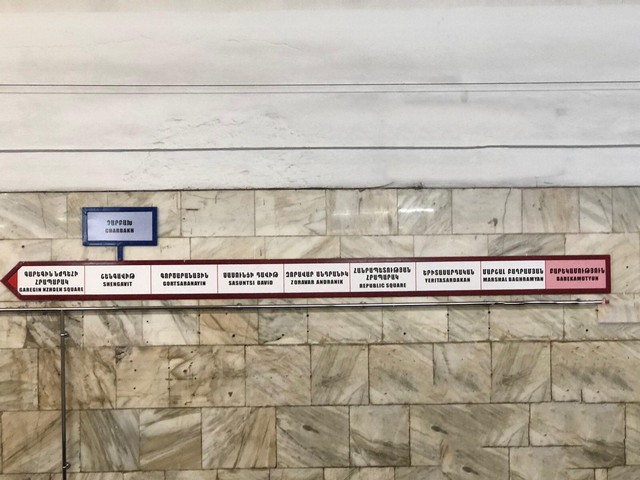 ՉԱՐԲԱԽ
CHARBAKH
ԳԱՐԵԳԻՆ ՆԺԴԵՀԻ
ՀՐԱՊԱՐԱԿ
GAREGIN NZHDEH SQUARE
ՇԵՆԳԱՎԻԹ
SHENGAVIT
ԳՈՐԾԱՐԱՆԱՅԻՆ
GORTSARANAYIN
ՍԱՍՈՒՆՑԻ ԴԱՎԻԹ
SASUNTSI DAVID
ԶՈՐԱՎԱՐ ԱՆԴՐԱՆԻԿ
ZORAVAR ANDRANIK
ՀԱՆՐԱՊԵՏՈՒԹՅԱՆ
ՀՐԱՊԱՐԱԿ
REPUBLIC SQUARE
ԵՐԻՏԱՍԱՐԴԱԿԱՆ
YERITASARDAKAN
ՄԱՐՇԱԼ ԲԱՂՐԱՄՅԱՆ
MARSHAL BAGHRAMYAN
ԲԱՐԵԿԱՄՈՒԹՅՈՒՆ
BAREKAMUTYUN